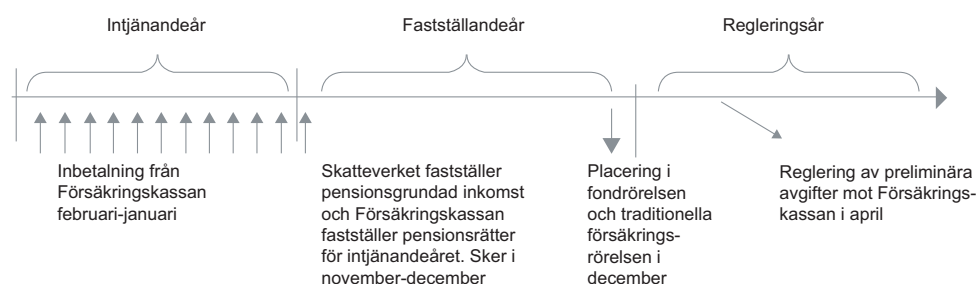 Intjänandeår
Fastställandeår
Regleringsår
Inbetalning från
Försäkringskassan
februari-januari
Skatteverket fastställer
pensionsgrundad inkomst
och Försäkringskassan
fastställer pensionsrätter
för intjänandeåret. Sker i
november-december
Placering i
fondrörelsen
och traditionella
försäkrings-
rörelsen i
december
Reglering av preliminära
avgifter mot Försäkrings-
kassan i april